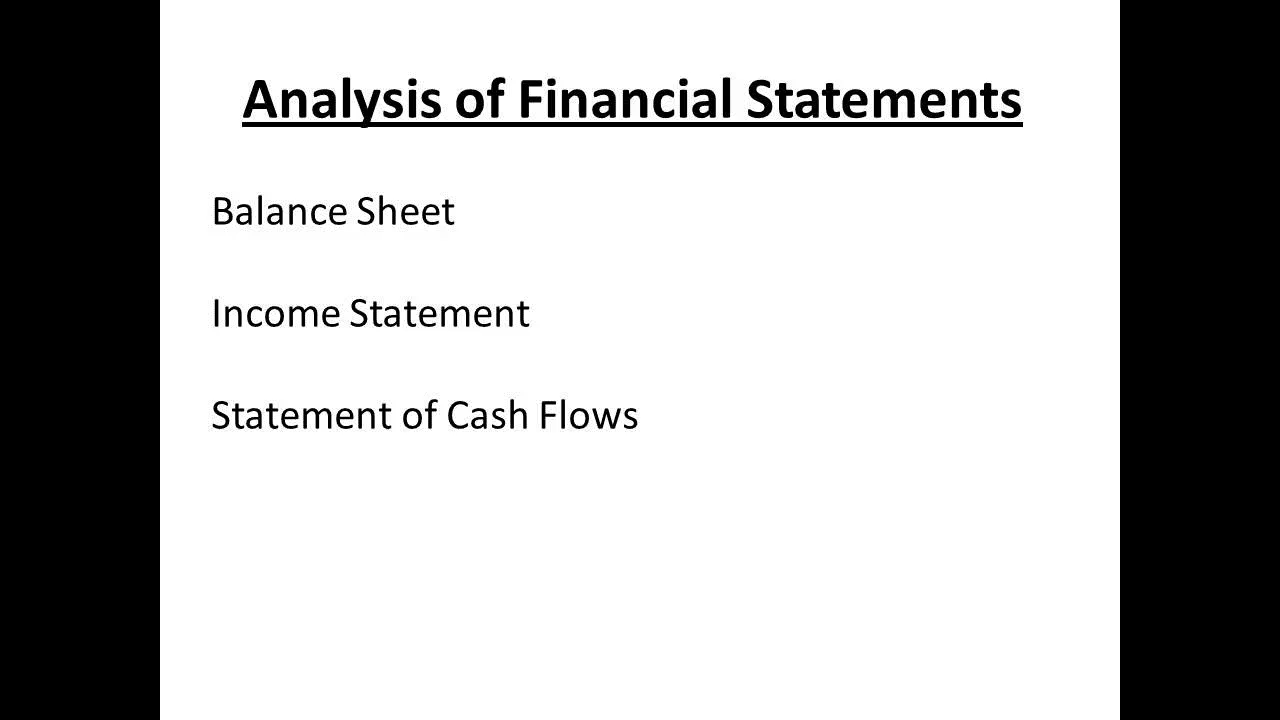 Analysis of Financial Statements
Balance Sheet
Income Statement
Statement of Cash Flows